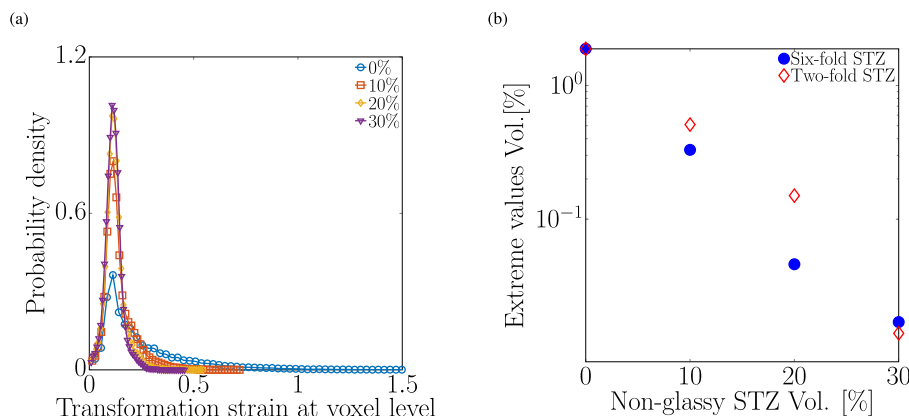 (a)
1.2
0.6
0
Probability density
0
0.5
1
1.5
Transformation strain at voxel level
0%
10%
20%
30%
(b)
10^0
10^-1
Extreme values Vol.[%]
0
10
20
30
Non-glassy STZ Vol. [%]
Six-fold STZ
Two-fold STZ